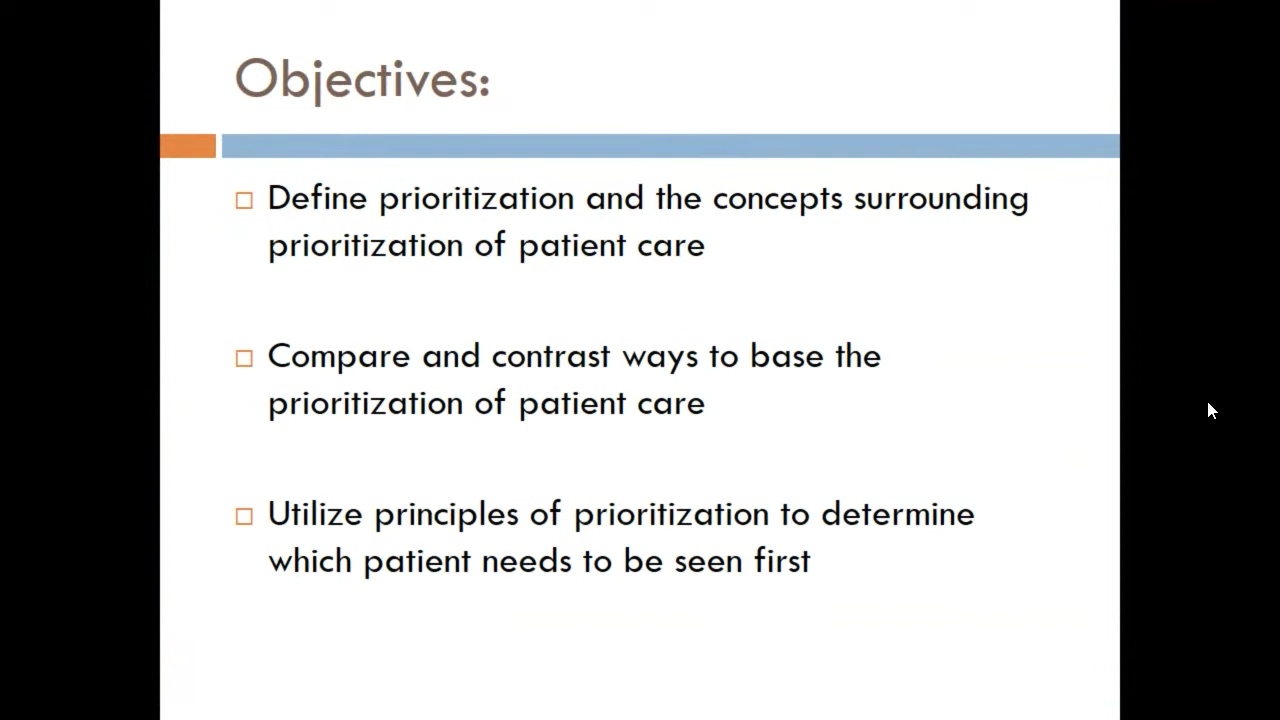 Objectives:
Define prioritization and the concepts surrounding
prioritization of patient care
Compare and contrast ways to base the
prioritization of patient care
Utilize principles of prioritization to determine
which patient needs to be seen first